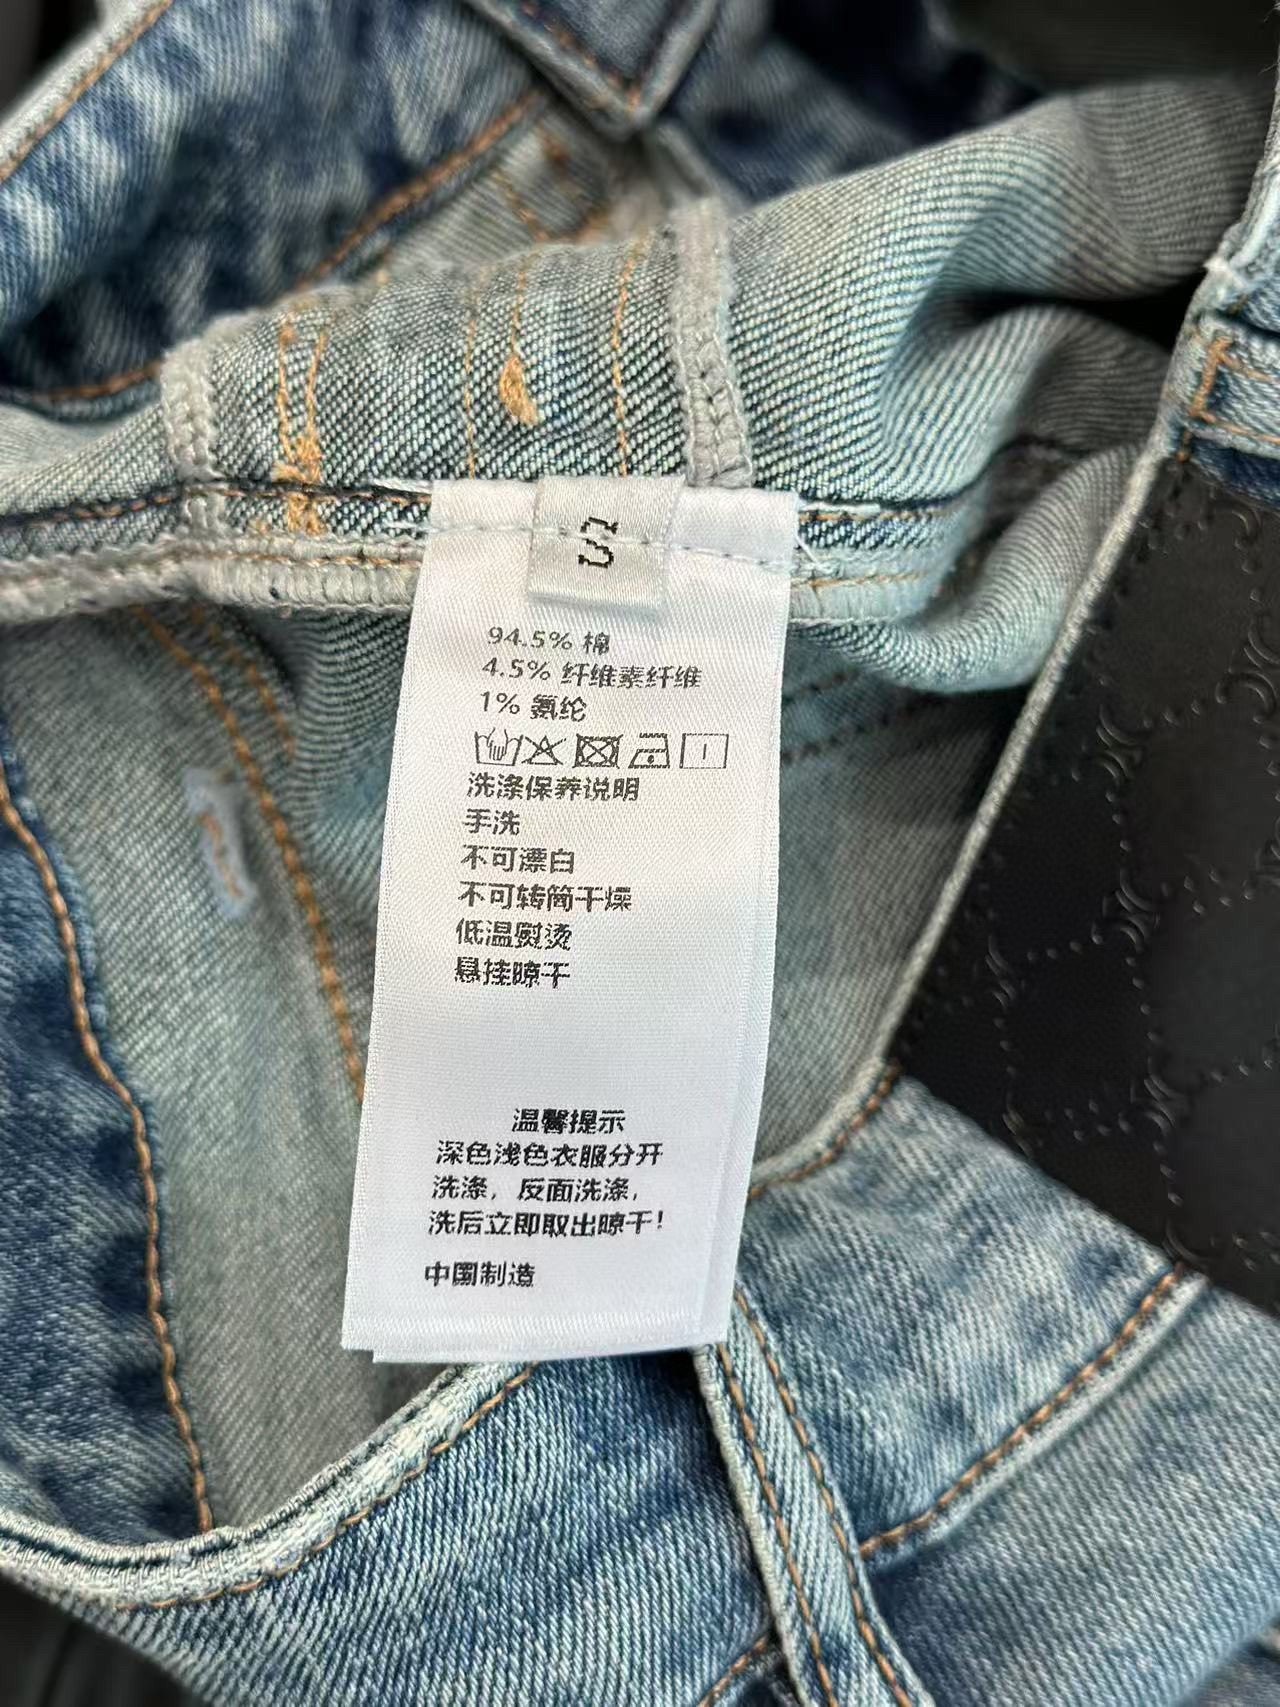 S
94.5% 棉
4.5% 纤维素纤维
1% 氨纶
洗涤保养说明
手洗
不可漂白
不可转筒干燥
低温熨烫
悬挂晾干
温馨提示
深色浅色衣服分开
洗涤，反面洗涤，
洗后立即取出晾干！
中国制造